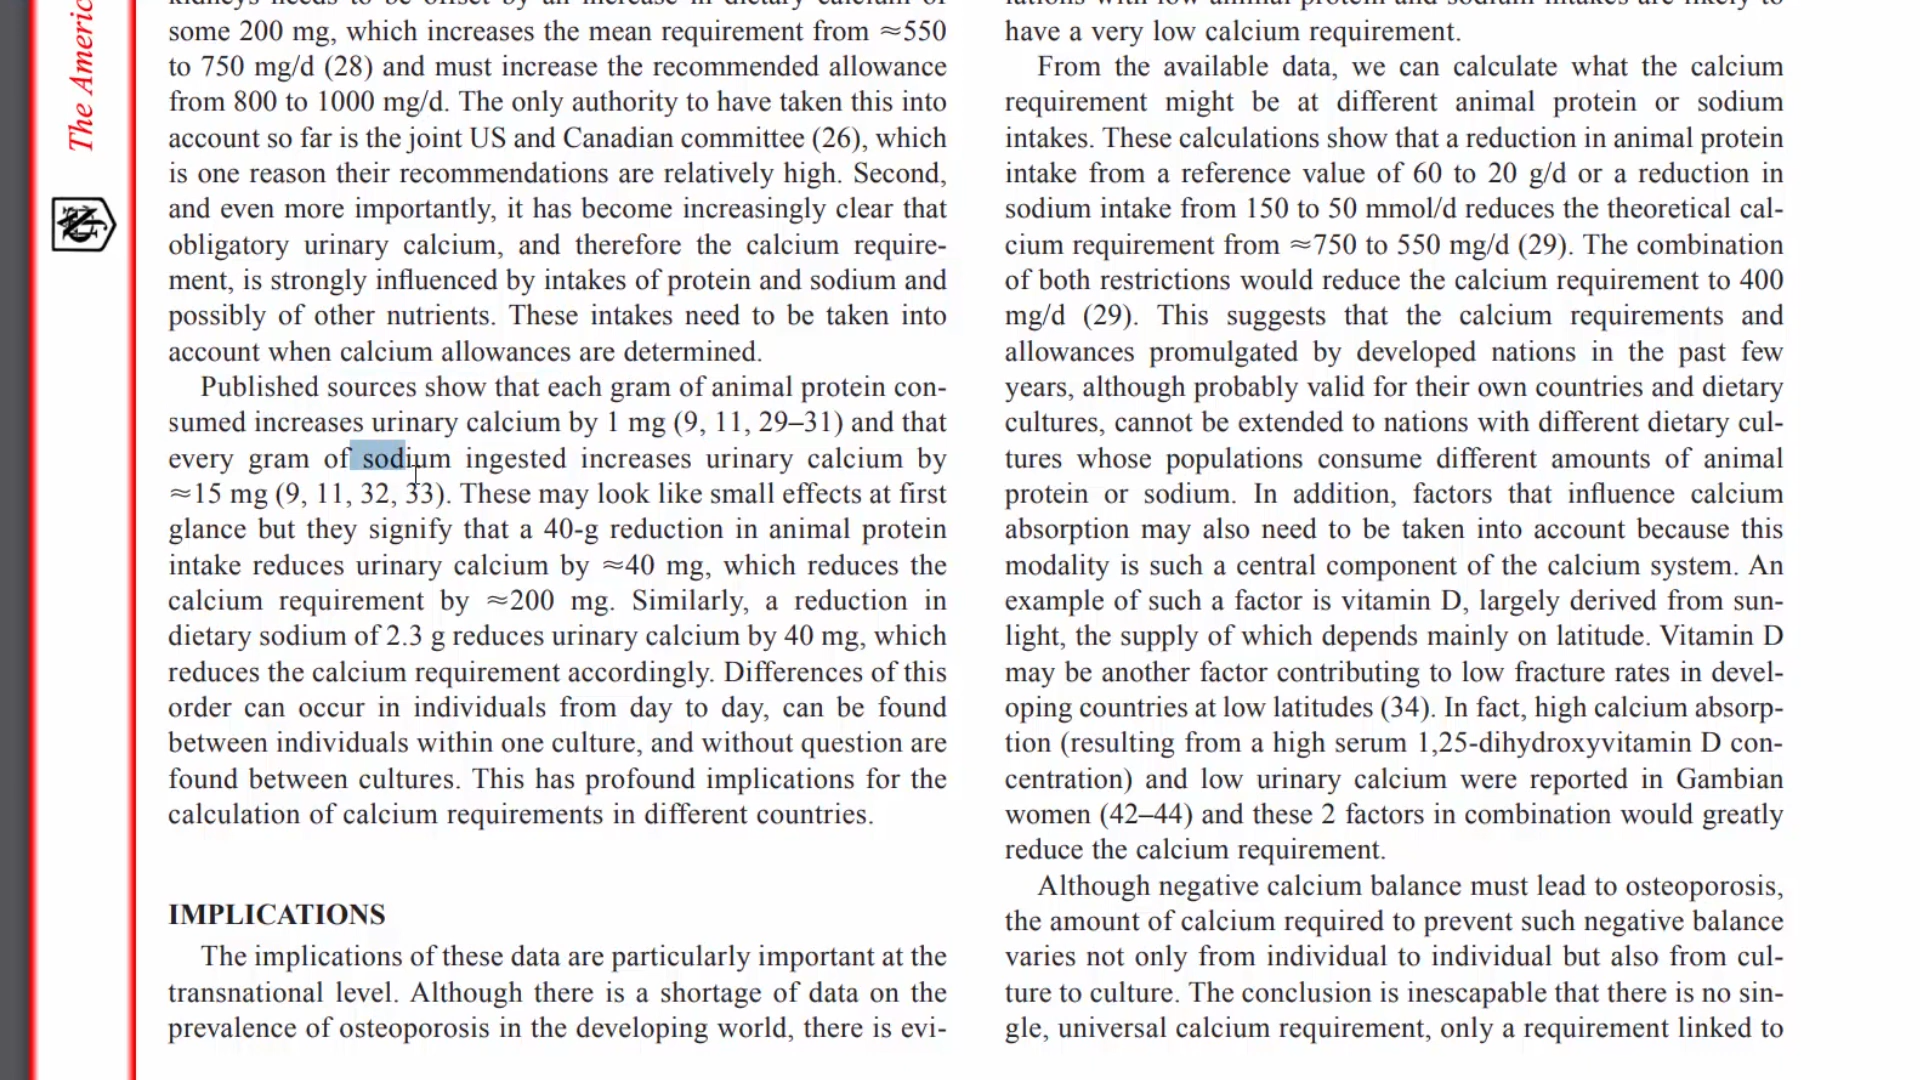 The Americ
kidneys needs to be offset by an increase in dietary calcium of
some 200 mg, which increases the mean requirement from ≈550
to 750 mg/d (28) and must increase the recommended allowance
from 800 to 1000 mg/d. The only authority to have taken this into
account so far is the joint US and Canadian committee (26), which
is one reason their recommendations are relatively high. Second,
and even more importantly, it has become increasingly clear that
obligatory urinary calcium, and therefore the calcium require-
ment, is strongly influenced by intakes of protein and sodium and
possibly of other nutrients. These intakes need to be taken into
account when calcium allowances are determined.
Published sources show that each gram of animal protein con-
sumed increases urinary calcium by 1 mg (9, 11, 29–31) and that
every gram of sodium ingested increases urinary calcium by
≈15 mg (9, 11, 32, 33). These may look like small effects at first
glance but they signify that a 40-g reduction in animal protein
intake reduces urinary calcium by ≈40 mg, which reduces the
calcium requirement by ≈200 mg. Similarly, a reduction in
dietary sodium of 2.3 g reduces urinary calcium by 40 mg, which
reduces the calcium requirement accordingly. Differences of this
order can occur in individuals from day to day, can be found
between individuals within one culture, and without question are
found between cultures. This has profound implications for the
calculation of calcium requirements in different countries.
IMPLICATIONS
The implications of these data are particularly important at the
transnational level. Although there is a shortage of data on the
prevalence of osteoporosis in the developing world, there is evi-
lations with low animal protein and sodium intakes are likely to
have a very low calcium requirement.
From the available data, we can calculate what the calcium
requirement might be at different animal protein or sodium
intakes. These calculations show that a reduction in animal protein
intake from a reference value of 60 to 20 g/d or a reduction in
sodium intake from 150 to 50 mmol/d reduces the theoretical cal-
cium requirement from ≈750 to 550 mg/d (29). The combination
of both restrictions would reduce the calcium requirement to 400
mg/d (29). This suggests that the calcium requirements and
allowances promulgated by developed nations in the past few
years, although probably valid for their own countries and dietary
cultures, cannot be extended to nations with different dietary cul-
tures whose populations consume different amounts of animal
protein or sodium. In addition, factors that influence calcium
absorption may also need to be taken into account because this
modality is such a central component of the calcium system. An
example of such a factor is vitamin D, largely derived from sun-
light, the supply of which depends mainly on latitude. Vitamin D
may be another factor contributing to low fracture rates in devel-
oping countries at low latitudes (34). In fact, high calcium absorp-
tion (resulting from a high serum 1,25-dihydroxyvitamin D con-
centration) and low urinary calcium were reported in Gambian
women (42–44) and these 2 factors in combination would greatly
reduce the calcium requirement.
Although negative calcium balance must lead to osteoporosis,
the amount of calcium required to prevent such negative balance
varies not only from individual to individual but also from cul-
ture to culture. The conclusion is inescapable that there is no sin-
gle, universal calcium requirement, only a requirement linked to